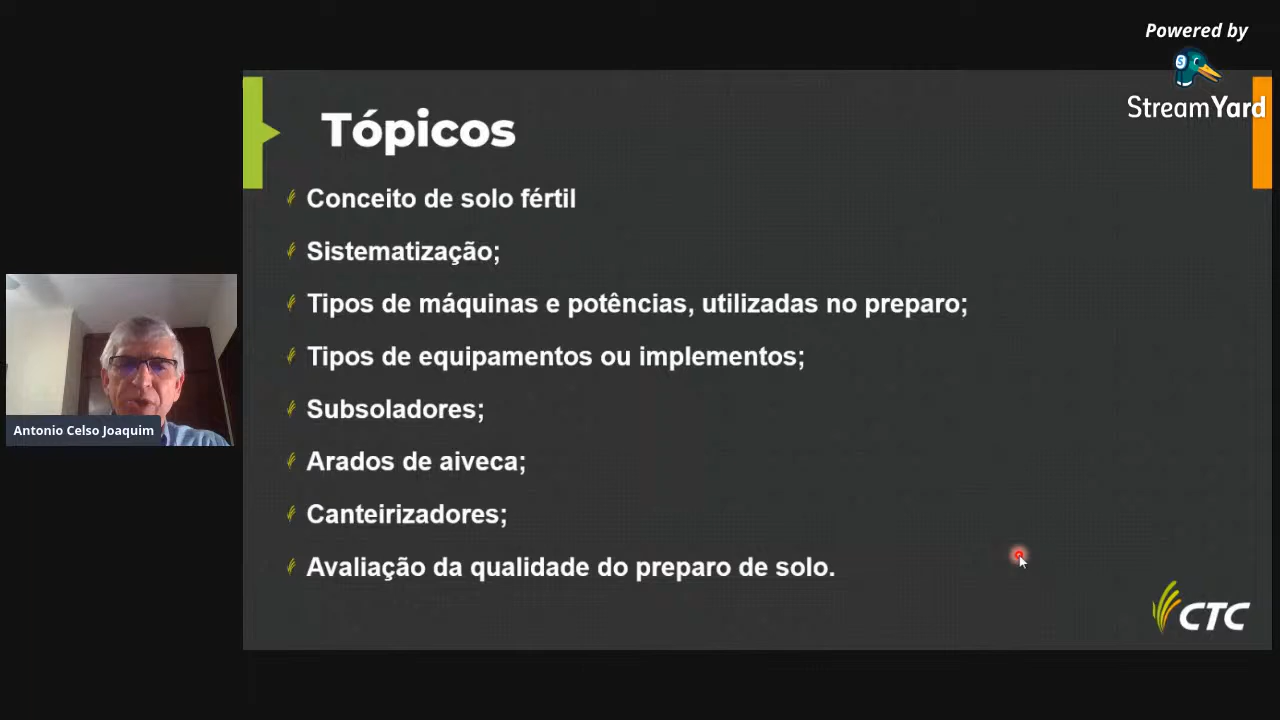 Powered by
StreamYard
Tópicos
Conceito de solo fértil
Sistematização;
Tipos de máquinas e potências, utilizadas no preparo;
Tipos de equipamentos ou implementos;
Subsoladores;
Arados de aiveca;
Canteirizadores;
Avaliação da qualidade do preparo de solo.
Antonio Celso Joaquim
CTC